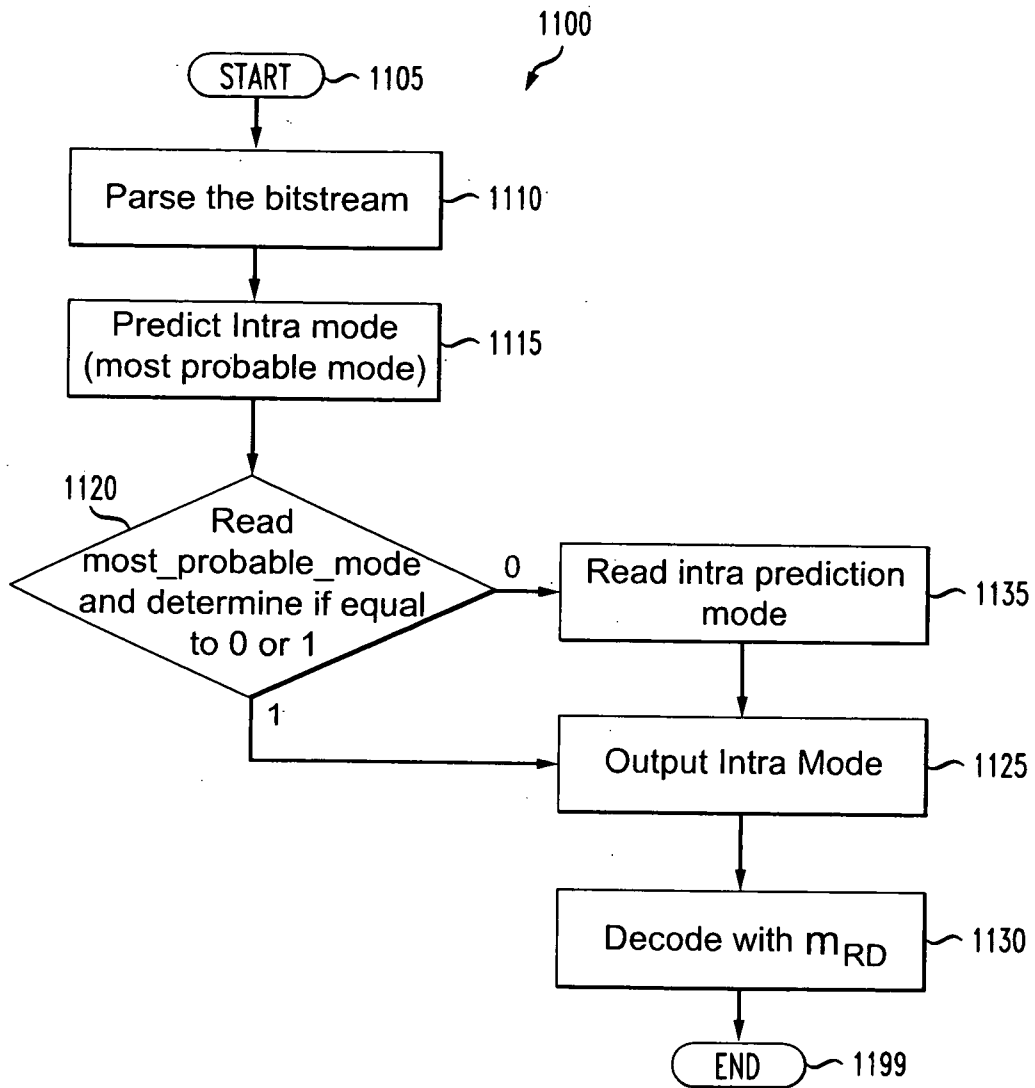 1100
START
1105
Parse the bitstream
1110
Predict Intra mode
(most probable mode)
1115
1120
Read
most_probable_mode
and determine if equal
to 0 or 1
0
1
Read intra prediction
mode
1135
Output Intra Mode
1125
Decode with mRD
1130
END
1199